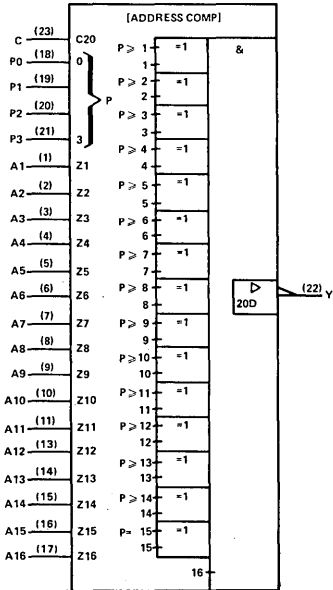 [ADDRESS COMP]
C (23) C20
P0 (18) 0
P1 (19)
P2 (20)
P3 (21) 3
P
A1 (1) Z1
A2 (2) Z2
A3 (3) Z3
A4 (4) Z4
A5 (5) Z5
A6 (6) Z6
A7 (7) Z7
A8 (8) Z8
A9 (9) Z9
A10 (10) Z10
A11 (11) Z11
A12 (13) Z12
A13 (14) Z13
A14 (15) Z14
A15 (16) Z15
A16 (17) Z16
P⩾ 1 =1
1
P⩾ 2 =1
2
P⩾ 3 =1
3
P⩾ 4 =1
4
P⩾ 5 =1
5
P⩾ 6 =1
6
P⩾ 7 =1
7
P⩾ 8 =1
8
P⩾ 9 =1
9
P⩾10 =1
10
P⩾11 =1
11
P⩾12 =1
12
P⩾13 =1
13
P⩾14 =1
14
P= 15 =1
15
16
&
▷
20D
(22) Y